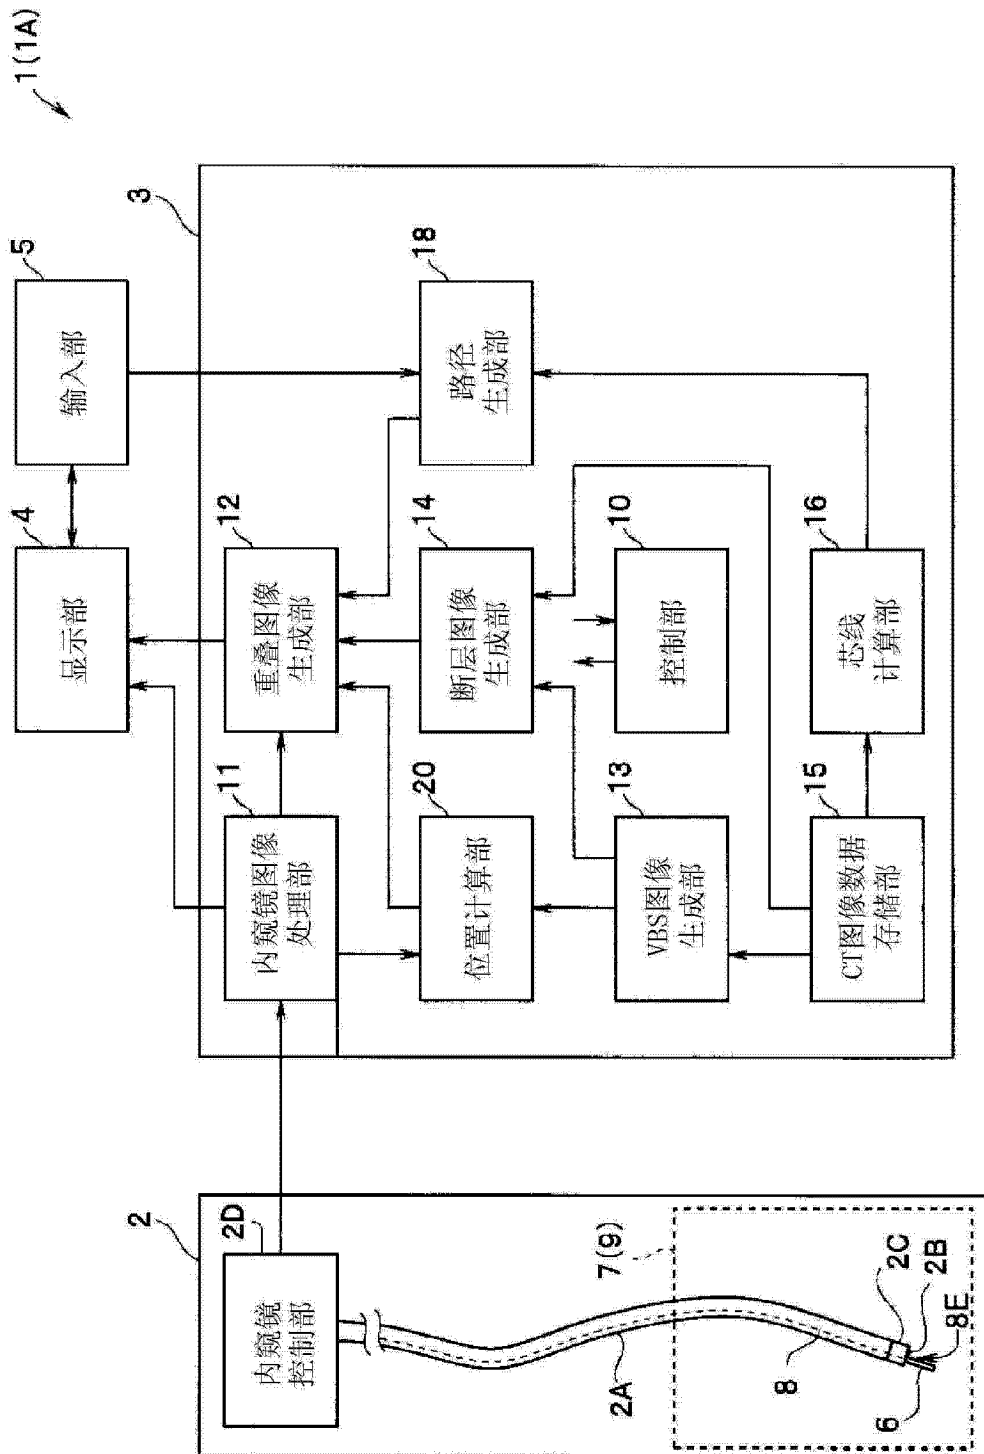 1(1A)
2
2D
内窥镜
控制部
2A
7(9)
8
2C
2B
8E
6
3
4
显示部
5
输入部
11
内窥镜图像
处理部
12
重叠图像
生成部
20
位置计算部
14
断层图像
生成部
18
路径
生成部
13
VBS图像
生成部
10
控制部
15
CT图像数据
存储部
16
芯线
计算部